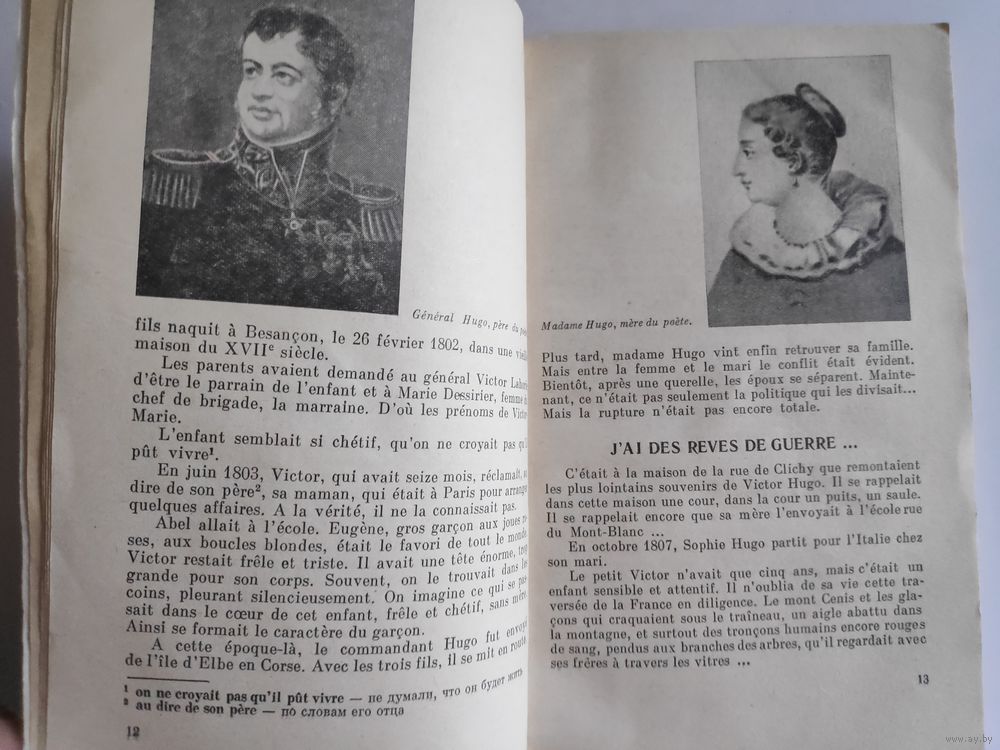 Général Hugo, père du
fils naquit à Besançon, le 26 février 1802, dans une
maison du XVIIe siècle.
Les parents avaient demandé au général Victor
d'être le parrain de l'enfant et à Marie Dessirier, femme
chef de brigade, la marraine. D'où les prénoms de
Marie.
L'enfant semblait si chétif, qu'on ne croyait pas qu'il
pût vivre¹.
En juin 1803, Victor, qui avait seize mois, réclamait, au
dire de son père², sa maman, qui était à Paris pour
quelques affaires. A la vérité, il ne la connaissait pas.
Abel allait à l'école. Eugène, gros garçon aux joues
ses, aux boucles blondes, était le favori de tout le monde.
Victor restait frêle et triste. Il avait une tête énorme, trop
grande pour son corps. Souvent, on le trouvait dans les
coins, pleurant silencieusement. On imagine ce qui se pas-
sait dans le cœur de cet enfant, frêle et chétif, sans mère.
Ainsi se formait le caractère du garçon.
A cette époque-là, le commandant Hugo fut envoyé
de l'île d'Elbe en Corse. Avec les trois fils, il se mit en route.
¹ on ne croyait pas qu'il pût vivre — не думали, что он будет жить
² au dire de son père — по словам его отца
12
Madame Hugo, mère du poète.
Plus tard, madame Hugo vint enfin retrouver sa famille.
Mais entre la femme et le mari le conflit était évident.
Bientôt, après une querelle, les époux se séparent. Mainte-
nant, ce n'était pas seulement la politique qui les divisait...
Mais la rupture n'était pas encore totale.
J'AI DES REVES DE GUERRE ...
C'était à la maison de la rue de Clichy que remontaient
les plus lointains souvenirs de Victor Hugo. Il se rappelait
dans cette maison une cour, dans la cour un puits, un saule.
Il se rappelait encore que sa mère l'envoyait à l'école rue
du Mont-Blanc ...
En octobre 1807, Sophie Hugo partit pour l'Italie chez
son mari.
Le petit Victor n'avait que cinq ans, mais c'était un
enfant sensible et attentif. Il n'oublia de sa vie cette tra-
versée de la France en diligence. Le mont Cenis et les gla-
çons qui craquaient sous le traîneau, un aigle abattu dans
la montagne, et surtout des tronçons humains encore rouges
de sang, pendus aux branches des arbres, qu'il regardait avec
ses frères à travers les vitres ...
13
www.ay.by